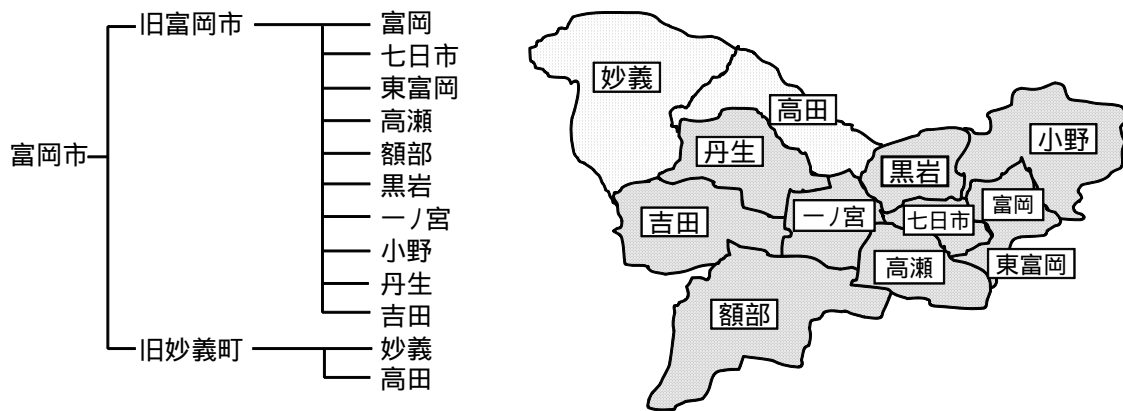 富岡市
旧富岡市
富岡
七日市
東富岡
高瀬
額部
黒岩
一ノ宮
小野
丹生
吉田
旧妙義町
妙義
高田
妙義
高田
小野
丹生
黒岩
富岡
吉田
一ノ宮
七日市
高瀬
東富岡
額部